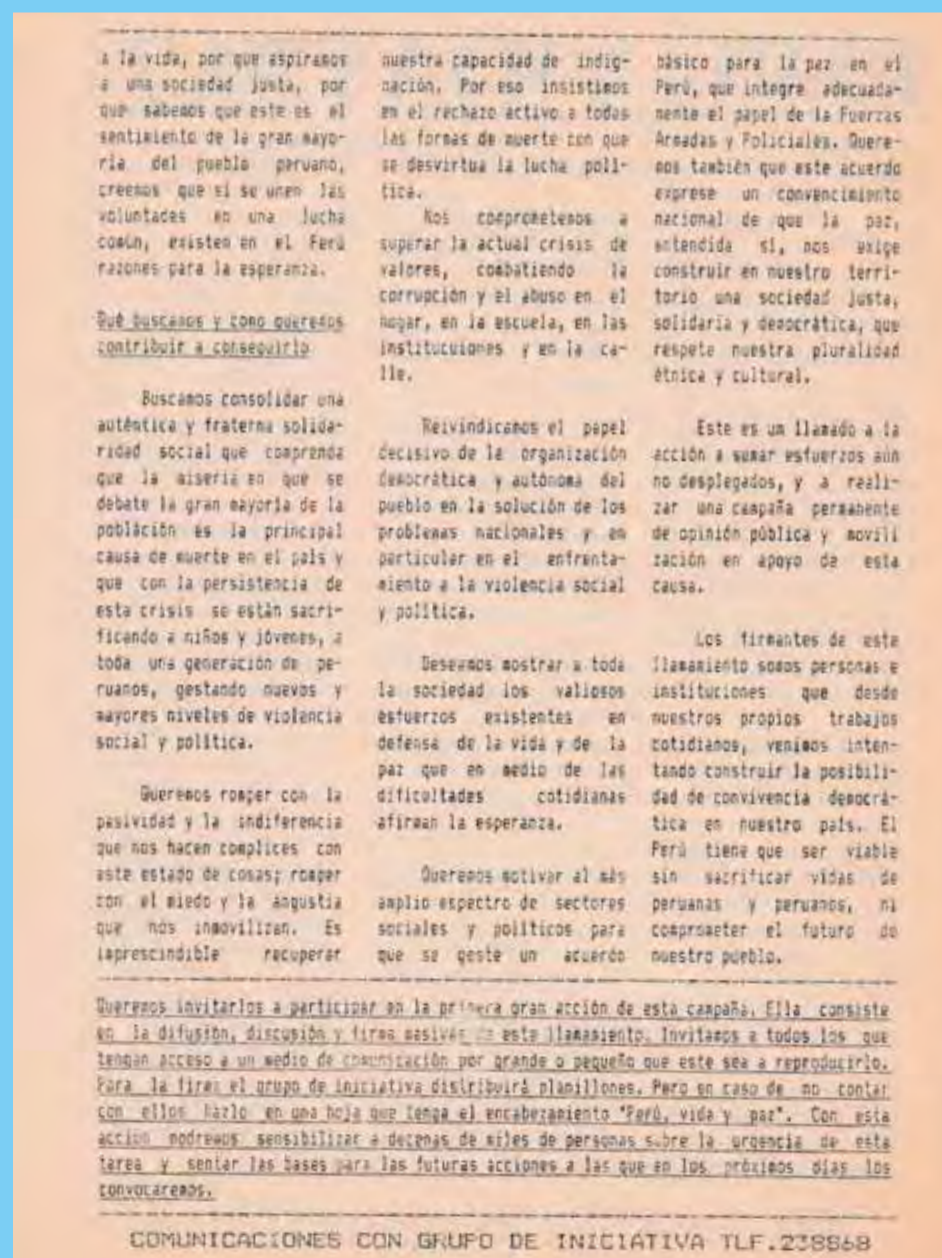 a la vida, por que aspiramos
a una sociedad justa, por
que sabemos que este es el
sentimiento de la gran mayo-
ría del pueblo peruano,
creemos que si se unen las
voluntades en una lucha
común, existen en el Perú
razones para la esperanza.
Qué buscamos y como queremos
contribuir a conseguirlo
Buscamos consolidar una
auténtica y fraterna solida-
ridad social que comprenda
que la miseria en que se
debate la gran mayoría de la
población es la principal
causa de muerte en el país y
que con la persistencia de
esta crisis se están sacri-
ficando a niños y jóvenes, a
toda una generación de pe-
ruanos, gestando nuevos y
mayores niveles de violencia
social y política.
Queremos romper con la
pasividad y la indiferencia
que nos hacen complices con
este estado de cosas; romper
con el miedo y la angustia
que nos inmovilizan. Es
imprescindible recuperar
nuestra capacidad de indig-
nación. Por eso insistimos
en el rechazo activo a todas
las formas de muerte con que
se desvirtua la lucha polí-
tica.
Nos comprometemos a
superar la actual crisis de
valores, combatiendo la
corrupción y el abuso en el
hogar, en la escuela, en las
institucuiones y en la ca-
lle.
Reivindicamos el papel
decisivo de la organización
democrática y autónoma del
pueblo en la solución de los
problemas nacionales y en
particular en el enfrenta-
miento a la violencia social
y política.
Deseamos mostrar a toda
la sociedad los valiosos
esfuerzos existentes en
defensa de la vida y de la
paz que en medio de las
dificultades cotidianas
afirman la esperanza.
Queremos motivar al más
amplio espectro de sectores
sociales y políticos para
que se geste un acuerdo
básico para la paz en el
Perú, que integre adecuada-
mente el papel de la Fuerzas
Armadas y Policiales. Quere-
mos también que este acuerdo
exprese un convencimiento
nacional de que la paz,
entendida sí, nos exige
construir en nuestro terri-
torio una sociedad justa,
solidaria y democrática, que
respete nuestra pluralidad
étnica y cultural.
Este es un llamado a la
acción a sumar esfuerzos aún
no desplegados, y a reali-
zar una campaña permanente
de opinión pública y movili
zación en apoyo de esta
causa.
Los firmantes de este
llamamiento somos personas e
instituciones que desde
nuestros propios trabajos
cotidianos, venimos inten-
tando construir la posibili-
dad de convivencia democrá-
tica en nuestro país. El
Perú tiene que ser viable
sin sacrificar vidas de
peruanas y peruanos, ni
comprometer el futuro de
nuestro pueblo.
Queremos invitarlos a participar en la primera gran acción de esta campaña. Ella consiste
en la difusión, discusión y firma masivas de este llamamiento. Invitamos a todos los que
tengan acceso a un medio de comunicación por grande o pequeño que este sea a reproducirlo.
Para la firma el grupo de iniciativa distribuirá planillones. Pero en caso de no contar
con ellos hazlo en una hoja que tenga el encabezamiento "Perú, vida y paz". Con esta
acción podremos sensibilizar a decenas de miles de personas sobre la urgencia de esta
tarea y sentar las bases para las futuras acciones a las que en los próximos días los
convocaremos.
COMUNICACIONES CON GRUPO DE INICIATIVA TLF.238868